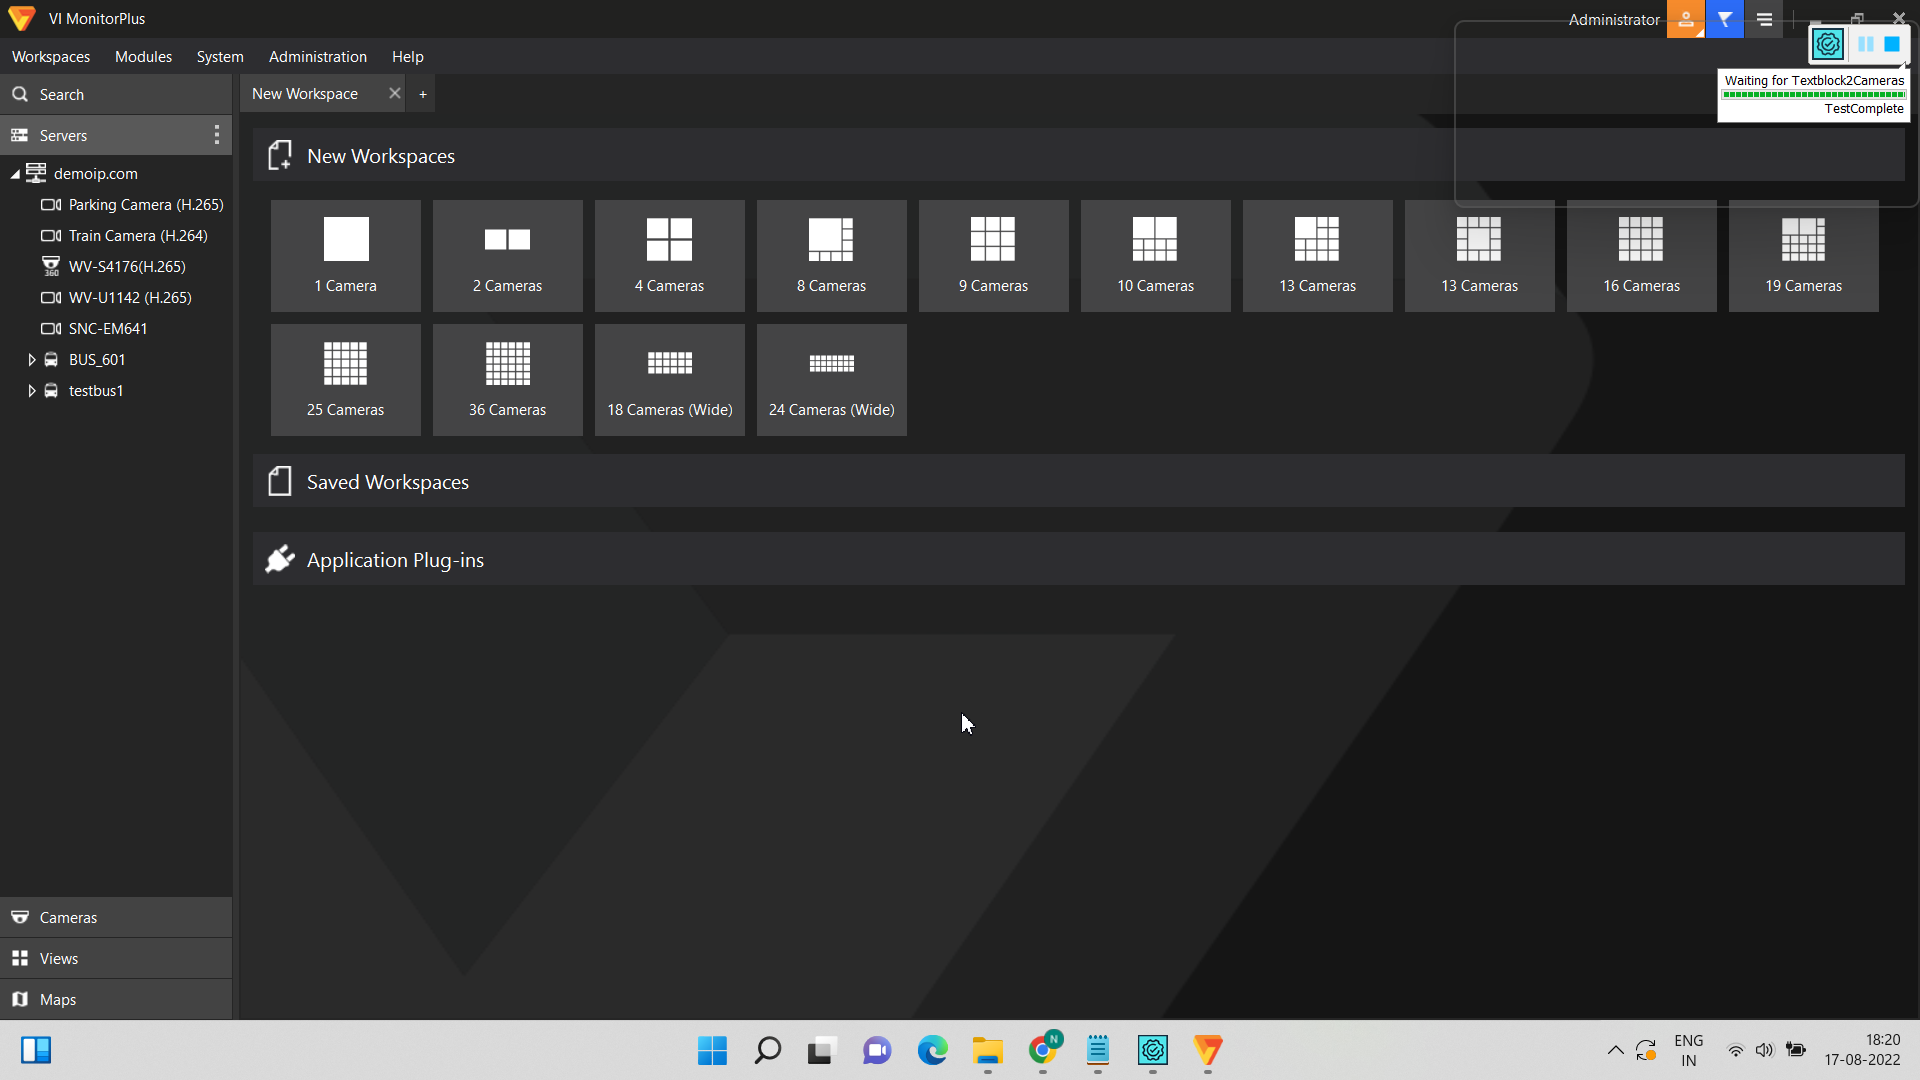 VI MonitorPlus
Administrator
Workspaces Modules System Administration Help
Waiting for Textblock2Cameras
TestComplete
Search
New Workspace
+
Servers
demoip.com
Parking Camera (H.265)
Train Camera (H.264)
360
WV-S4176(H.265)
WV-U1142 (H.265)
SNC-EM641
BUS_601
testbus1
New Workspaces
1 Camera
2 Cameras
4 Cameras
8 Cameras
9 Cameras
10 Cameras
13 Cameras
13 Cameras
16 Cameras
19 Cameras
25 Cameras
36 Cameras
18 Cameras (Wide)
24 Cameras (Wide)
Saved Workspaces
Application Plug-ins
Cameras
Views
Maps
N
ENG
IN
18:20
17-08-2022